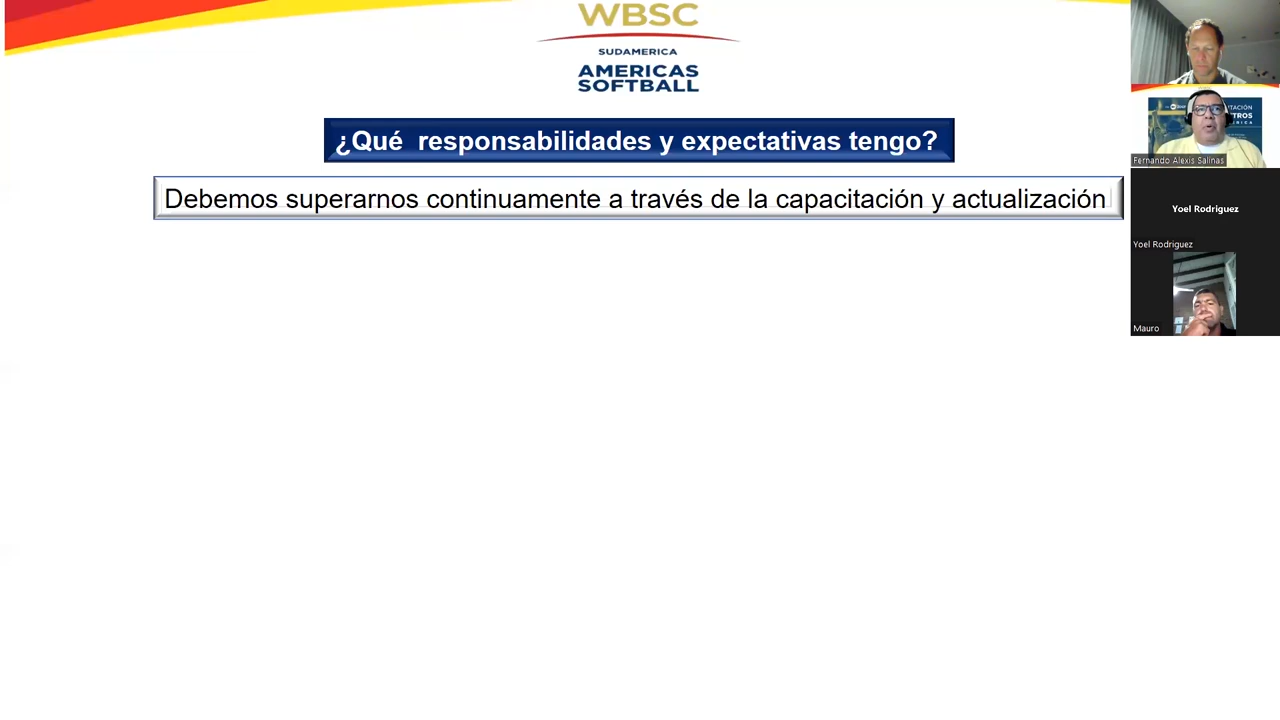 WBSC
SUDAMERICA
AMERICAS
SOFTBALL
¿Qué  responsabilidades y expectativas tengo?
Debemos superarnos continuamente a través de la capacitación y actualización
Fernando Alexis Salinas
Yoel Rodriguez
Yoel Rodriguez
Mauro